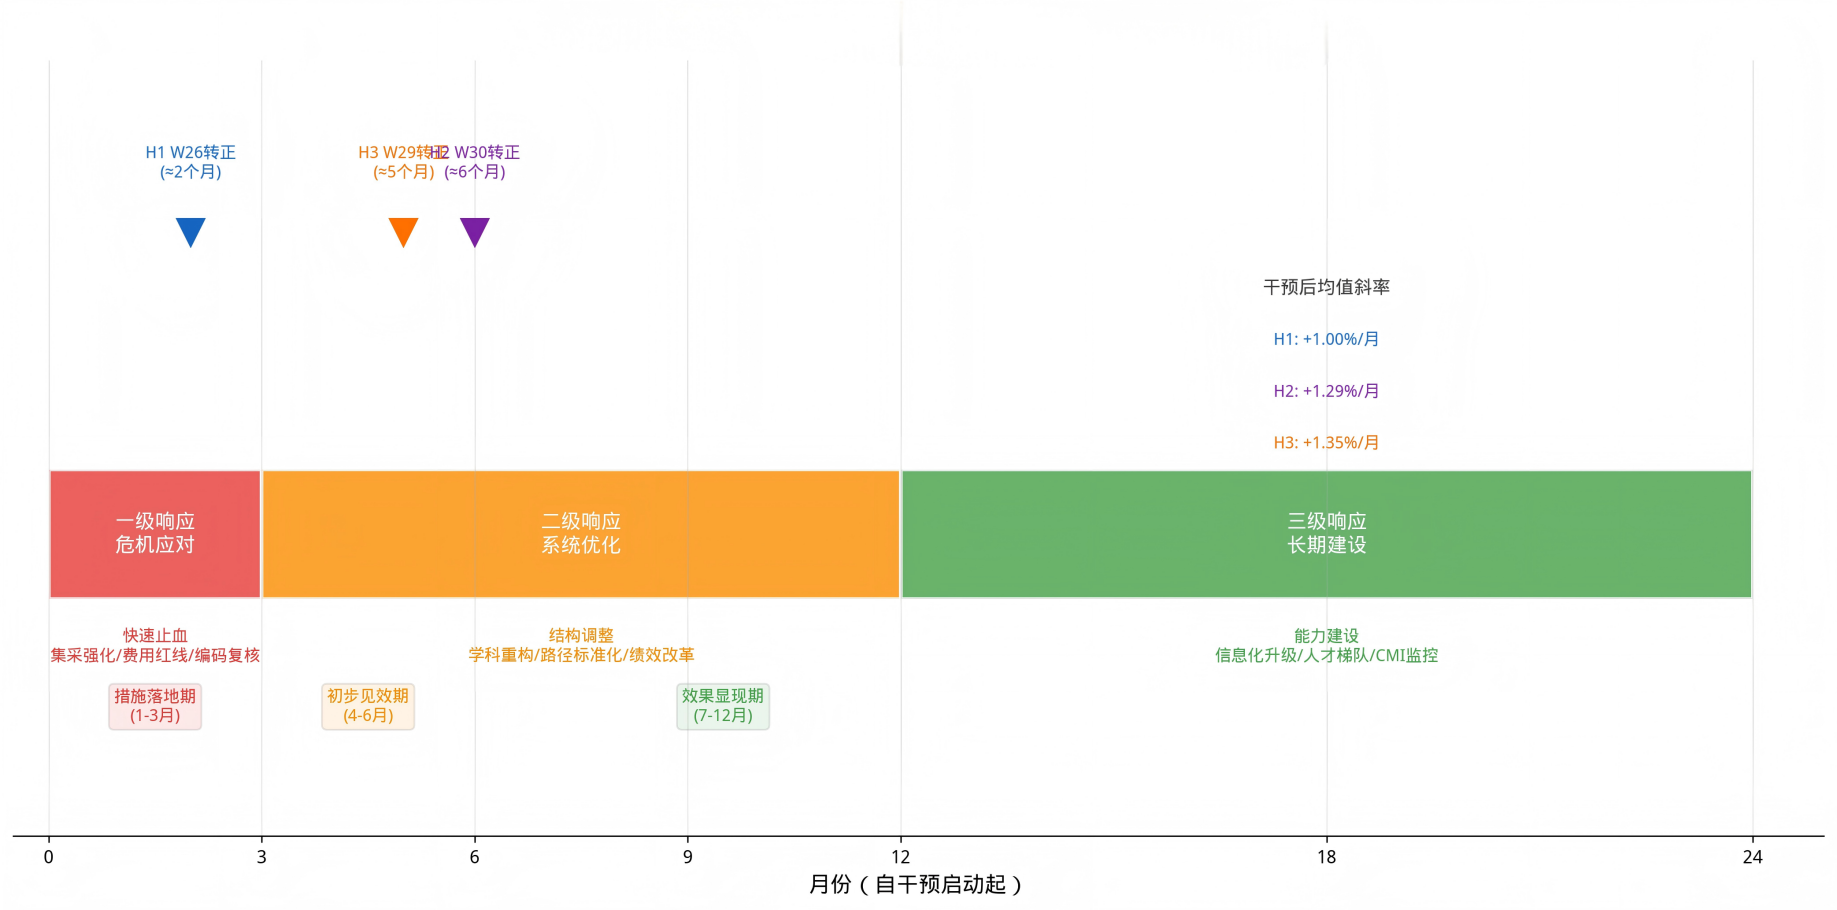 H1 W26转正
(≈2个月)
H3 W29转正
(≈5个月)
H2 W30转正
(≈6个月)
干预后均值斜率
H1: +1.00%/月
H2: +1.29%/月
H3: +1.35%/月
一级响应
危机应对
二级响应
系统优化
三级响应
长期建设
快速止血
集采强化/费用红线/编码复核
结构调整
学科重构/路径标准化/绩效改革
能力建设
信息化升级/人才梯队/CMI监控
措施落地期
(1-3月)
初步见效期
(4-6月)
效果显现期
(7-12月)
0 3 6 9 12 18 24
月份（自干预启动起）